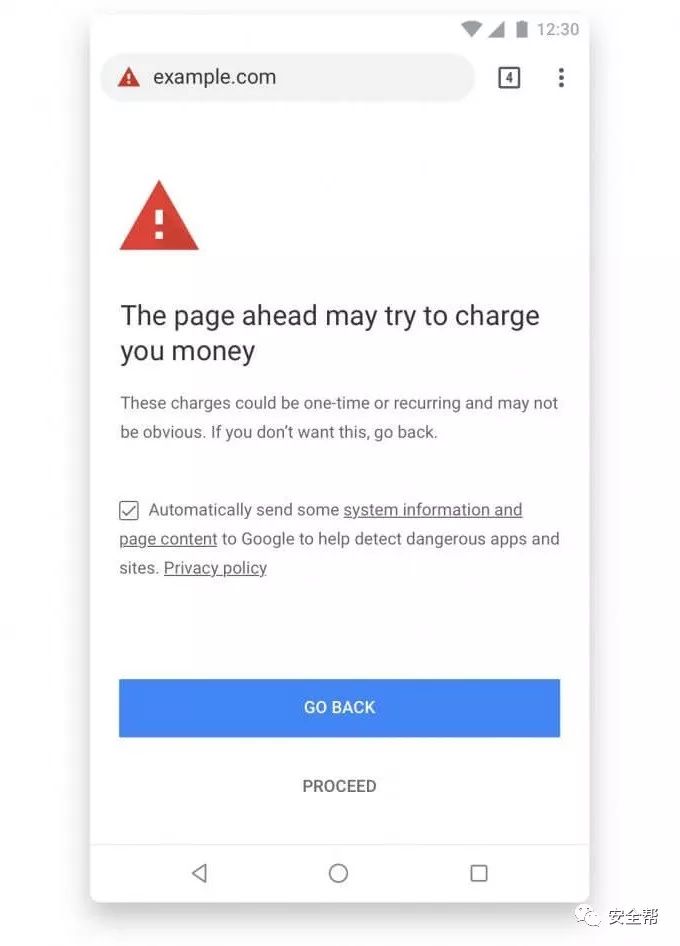 12:30
example.com
4
The page ahead may try to charge
you money
These charges could be one-time or recurring and may not
be obvious. If you don’t want this, go back.
Automatically send some system information and
page content to Google to help detect dangerous apps and
sites. Privacy policy
GO BACK
PROCEED
安全帮